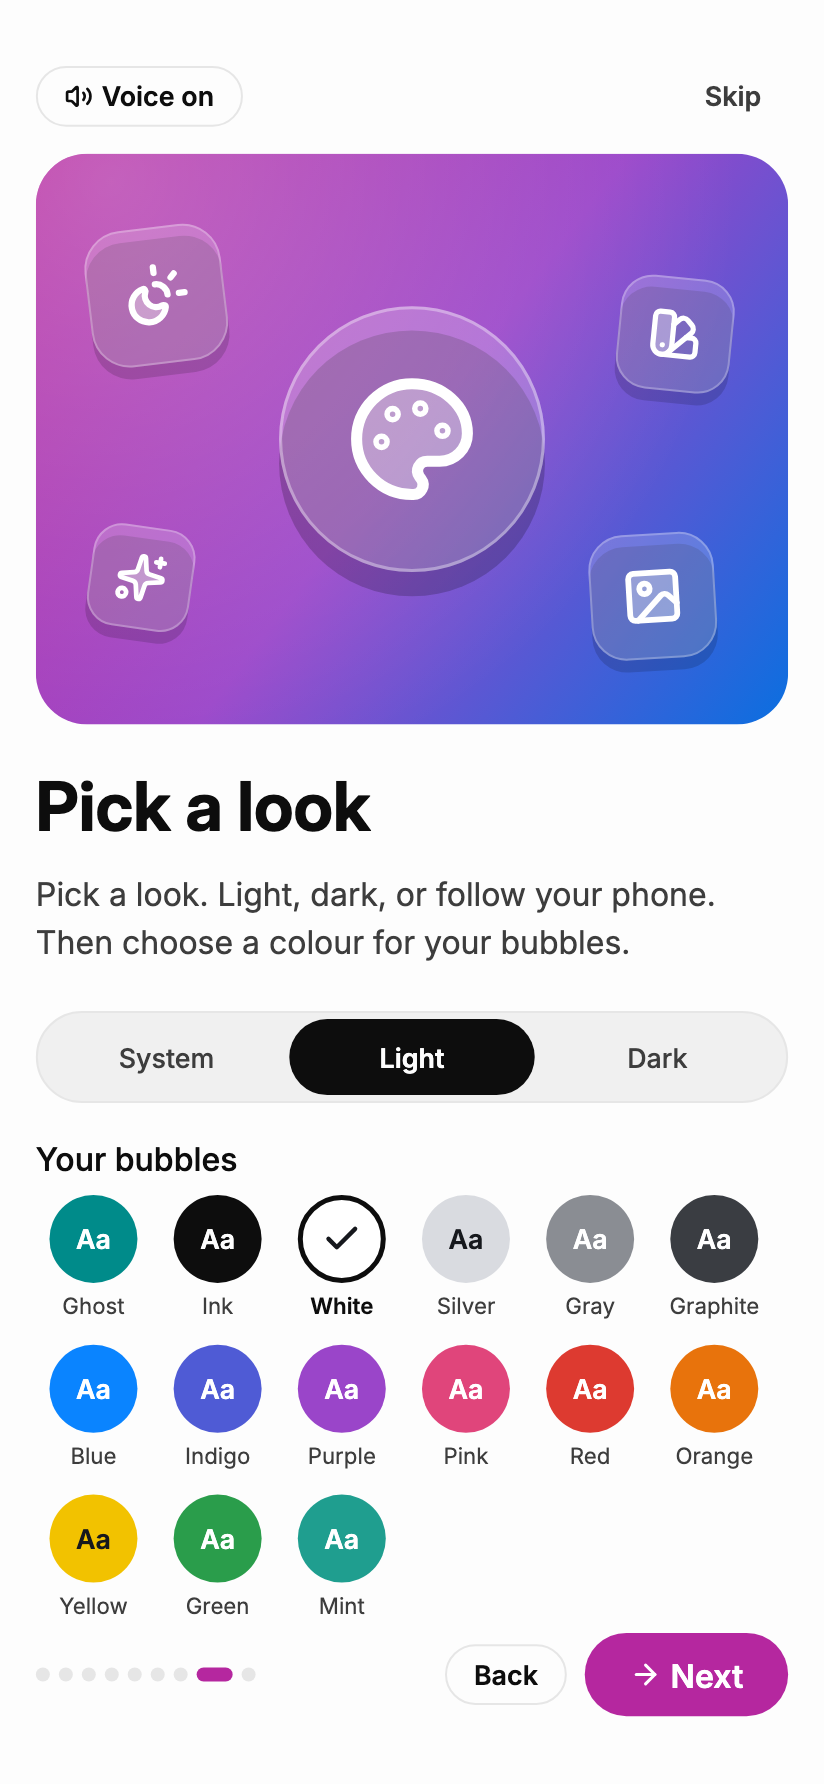 Voice on
Skip
Pick a look
Pick a look. Light, dark, or follow your phone.
Then choose a colour for your bubbles.
System Light Dark
Your bubbles
Aa Aa Aa Aa Aa
Ghost Ink White Silver Gray Graphite
Aa Aa Aa Aa Aa Aa
Blue Indigo Purple Pink Red Orange
Aa Aa Aa
Yellow Green Mint
Back Next